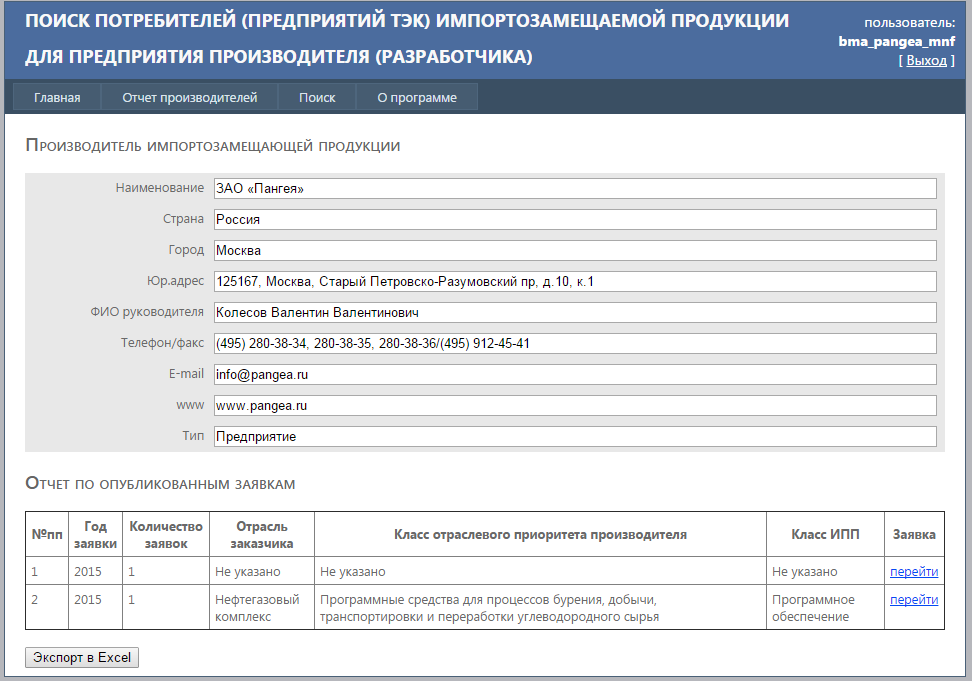 ПОИСК ПОТРЕБИТЕЛЕЙ (ПРЕДПРИЯТИЙ ТЭК) ИМПОРТОЗАМЕЩАЕМОЙ ПРОДУКЦИИ
ДЛЯ ПРЕДПРИЯТИЯ ПРОИЗВОДИТЕЛЯ (РАЗРАБОТЧИКА)
пользователь:
bma_pangea_mnf
[ Выход ]
Главная Отчет производителей Поиск О программе
Производитель импортозамещающей продукции
Наименование ЗАО «Пангея»
Страна Россия
Город Москва
Юр.адрес 125167, Москва, Старый Петровско-Разумовский пр, д.10, к.1
ФИО руководителя Колесов Валентин Валентинович
Телефон/факс (495) 280-38-34, 280-38-35, 280-38-36/(495) 912-45-41
E-mail info@pangea.ru
www www.pangea.ru
Тип Предприятие
Отчет по опубликованным заявкам
№пп Год заявки Количество заявок Отрасль заказчика Класс отраслевого приоритета производителя Класс ИПП Заявка
1 2015 1 Не указано Не указано Не указано перейти
2 2015 1 Нефтегазовый комплекс Программные средства для процессов бурения, добычи, транспортировки и переработки углеводородного сырья Программное обеспечение перейти
Экспорт в Excel